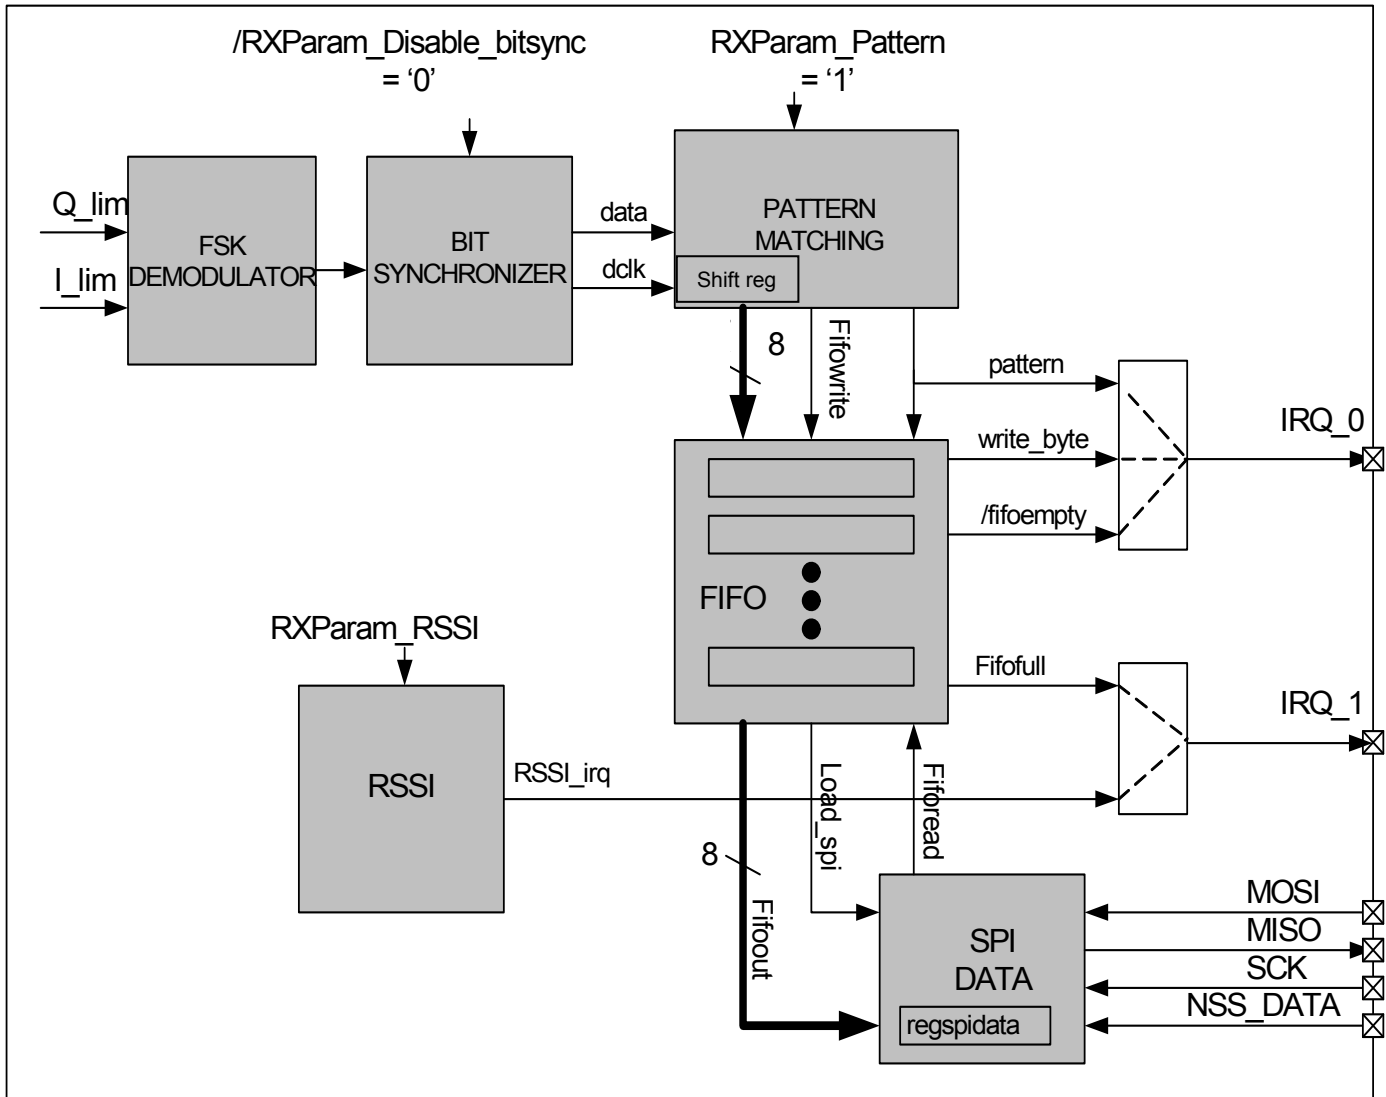 /RXParam_Disable_bitsync
= ‘0’
RXParam_Pattern
= ‘1’
Q_lim
I_lim
FSK
DEMODULATOR
BIT
SYNCHRONIZER
data
dclk
PATTERN
MATCHING
Shift reg
8
Fifowrite
pattern
write_byte
/fifoempty
IRQ_0
FIFO
Fifofull
IRQ_1
RXParam_RSSI
RSSI
RSSI_irq
Load_spi
Fiforead
8
Fifoout
SPI
DATA
regspidata
MOSI
MISO
SCK
NSS_DATA